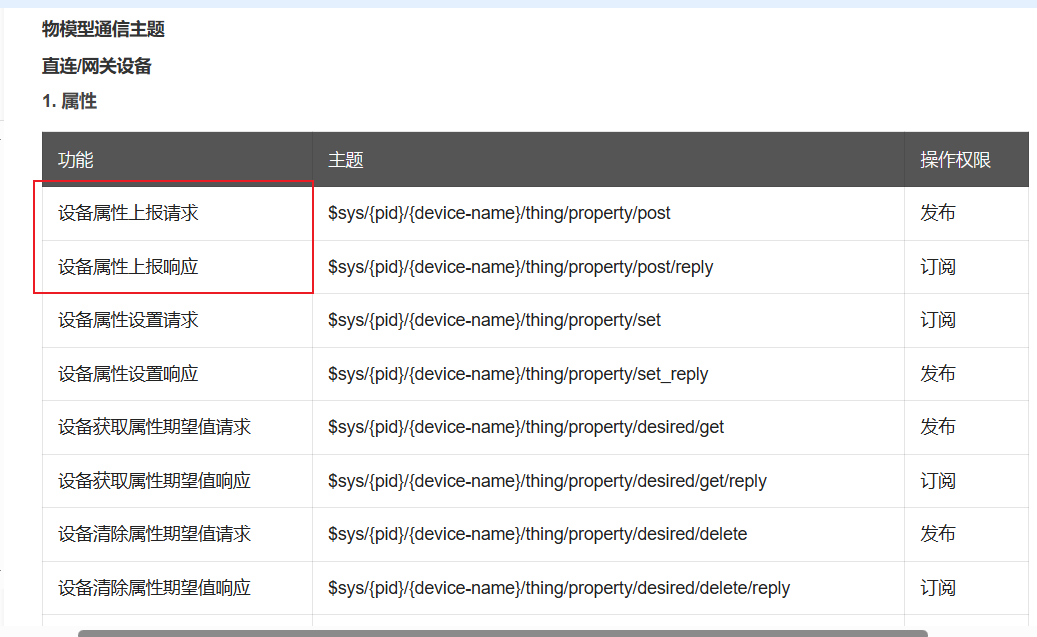 物模型通信主题
直连/网关设备
1. 属性
功能 主题 操作权限
设备属性上报请求 $sys/{pid}/{device-name}/thing/property/post 发布
设备属性上报响应 $sys/{pid}/{device-name}/thing/property/post/reply 订阅
设备属性设置请求 $sys/{pid}/{device-name}/thing/property/set 订阅
设备属性设置响应 $sys/{pid}/{device-name}/thing/property/set_reply 发布
设备获取属性期望值请求 $sys/{pid}/{device-name}/thing/property/desired/get 发布
设备获取属性期望值响应 $sys/{pid}/{device-name}/thing/property/desired/get/reply 订阅
设备清除属性期望值请求 $sys/{pid}/{device-name}/thing/property/desired/delete 发布
设备清除属性期望值响应 $sys/{pid}/{device-name}/thing/property/desired/delete/reply 订阅